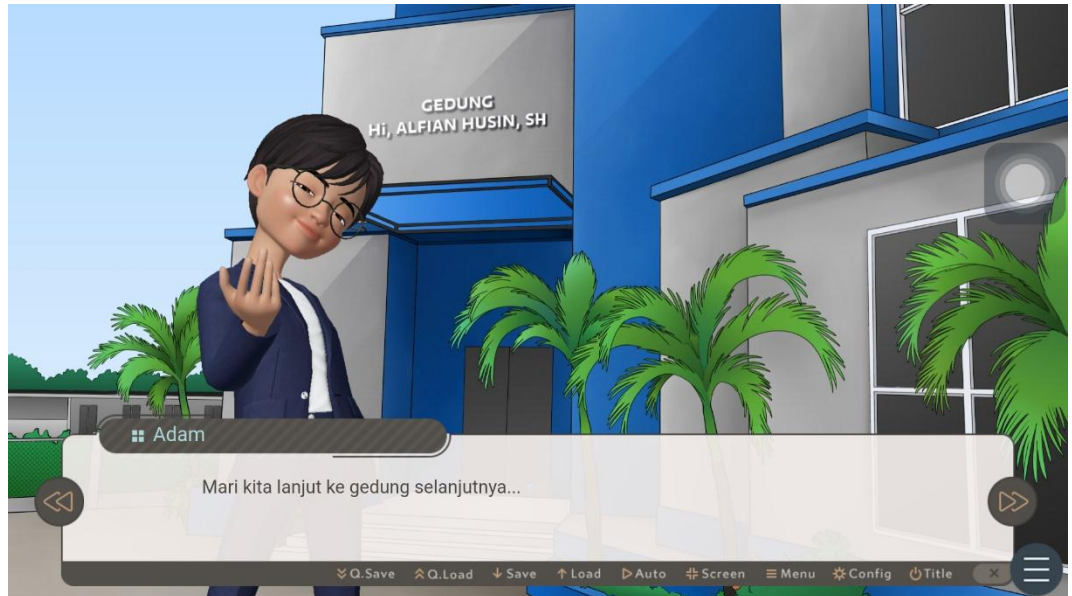 GEDUNG
Hi, ALFIAN HUSIN, SH
Adam
Mari kita lanjut ke gedung selanjutnya...
Q.Save Q.Load Save Load Auto Screen Menu Config Title